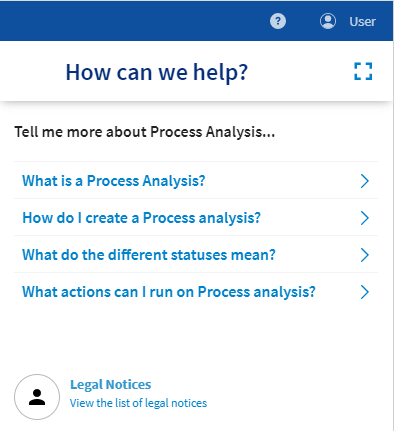 ?
User
How can we help?
Tell me more about Process Analysis...
What is a Process Analysis?
How do I create a Process analysis?
What do the different statuses mean?
What actions can I run on Process analysis?
Legal Notices
View the list of legal notices